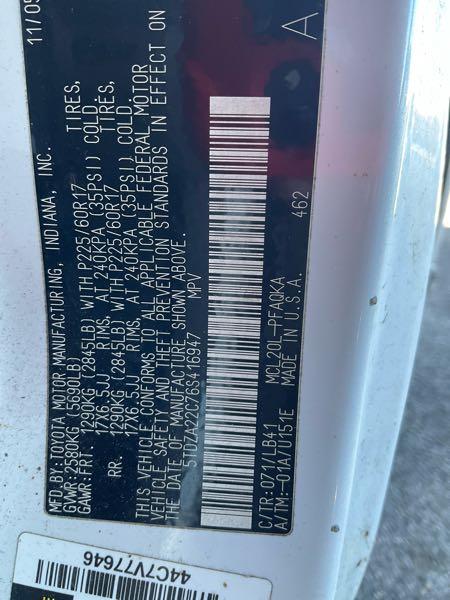 MFD BY: TOYOTA MOTOR MANUFACTURING, INDIANA, INC. 11/05
GVWR:2580KG (5690LB)
GAWR:FRT. 1290KG (2845LB) WITH P225/60R17 TIRES,
17X6.5JJ RIMS, AT 240KPA (35PSI) COLD.
RR. 1290KG (2845LB) WITH P225/60R17 TIRES,
17X6.5JJ RIMS, AT 240KPA (35PSI) COLD.
THIS VEHICLE CONFORMS TO ALL APPLICABLE FEDERAL MOTOR
VEHICLE SAFETY AND THEFT PREVENTION STANDARDS IN EFFECT ON
THE DATE OF MANUFACTURE SHOWN ABOVE.
5TDZA22C76S416947 MPV
462 A
C/TR:071/LB41 MCL20L-PFAQKA
A/TM:-01A/U151E MADE IN U.S.A.
44C7V77646